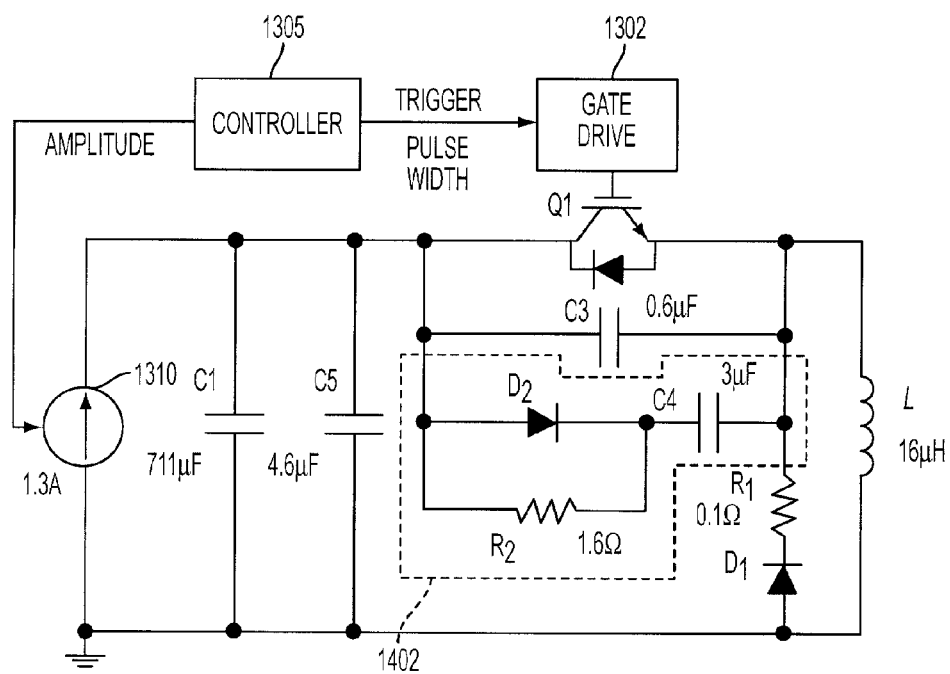 1305
1302
CONTROLLER
TRIGGER
PULSE
WIDTH
GATE
DRIVE
AMPLITUDE
Q1
C3
0.6µF
1310
C1
C5
D2
C4
3µF
L
16µH
711µF
4.6µF
1.3A
R1
0.1Ω
R2
1.6Ω
D1
1402